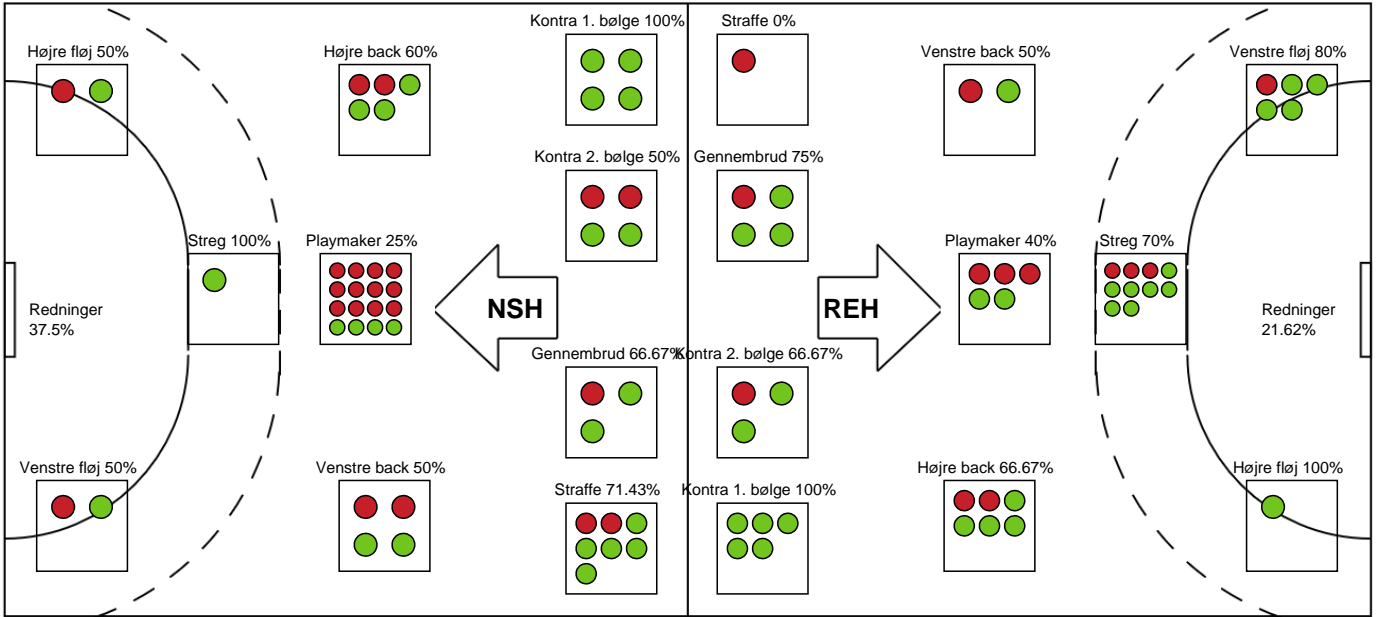 Kontra 1. bølge 100%
Straffe 0%
Højre fløj 50%
Højre back 60%
Venstre back 50%
Venstre fløj 80%
Kontra 2. bølge 50%
Gennembrud 75%
Streg 100%
Playmaker 25%
Playmaker 40%
Streg 70%
NSH
REH
Redninger
37.5%
Redninger
21.62%
Gennembrud 66.67%
Kontra 2. bølge 66.67%
Venstre fløj 50%
Venstre back 50%
Højre back 66.67%
Højre fløj 100%
Straffe 71.43%
Kontra 1. bølge 100%